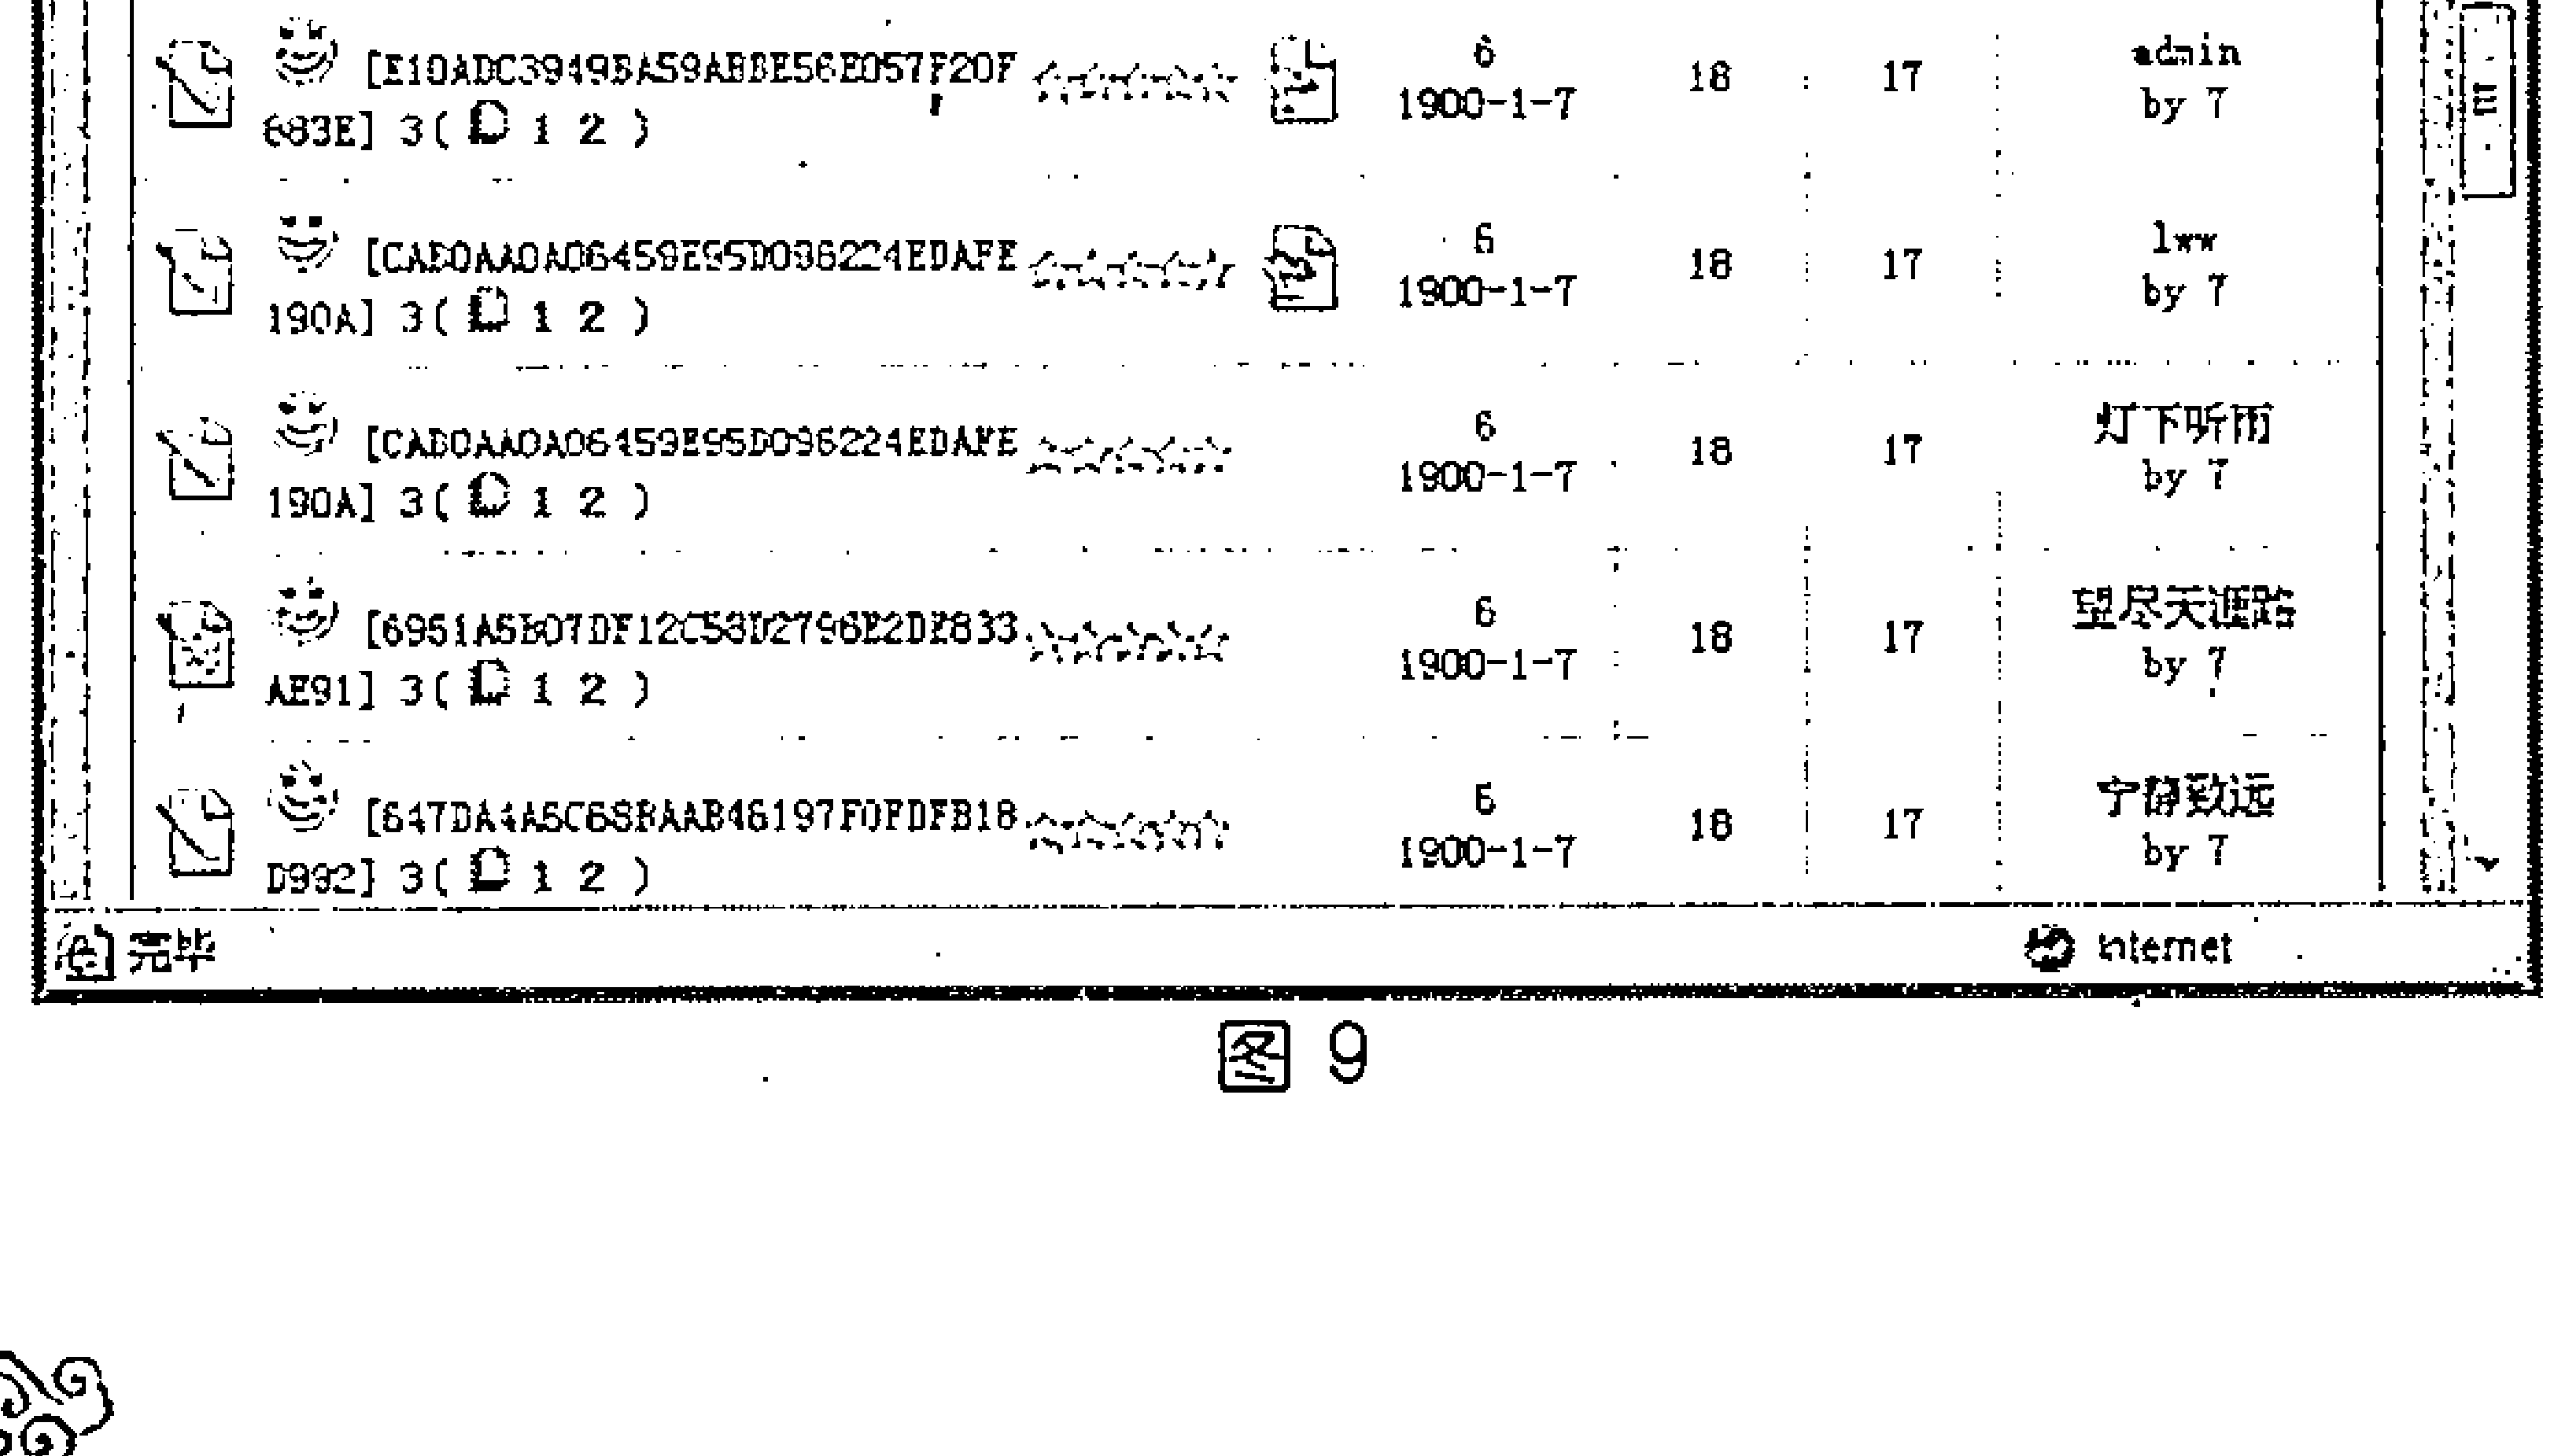 [E10ADC3949BA59ABBE56E057F20F 6 18 17 admin
683E] 3( 1 2 ) 1900-1-7 by 7
6 18 17 lww
190A] 3( 1 2 ) 1900-1-7 by 7
6 18 17 灯下听雨
190A] 3( 1 2 ) 1900-1-7 by 7
6 18 17 望尽天涯路
AE91] 3( 1 2 ) 1900-1-7 by 7
6 18 17 宁静致远
D992] 3( 1 2 ) 1900-1-7 by 7
完毕 Internet
图 9